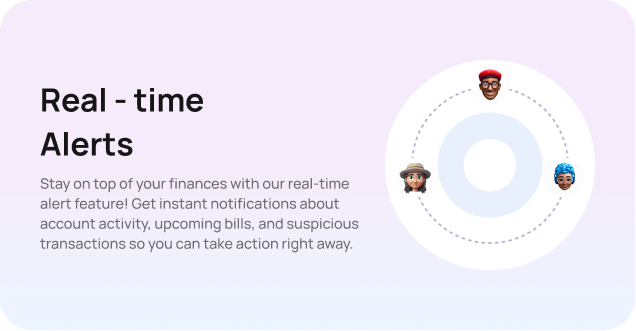 Real - time
Alerts
Stay on top of your finances with our real-time
alert feature! Get instant notifications about
account activity, upcoming bills, and suspicious
transactions so you can take action right away.